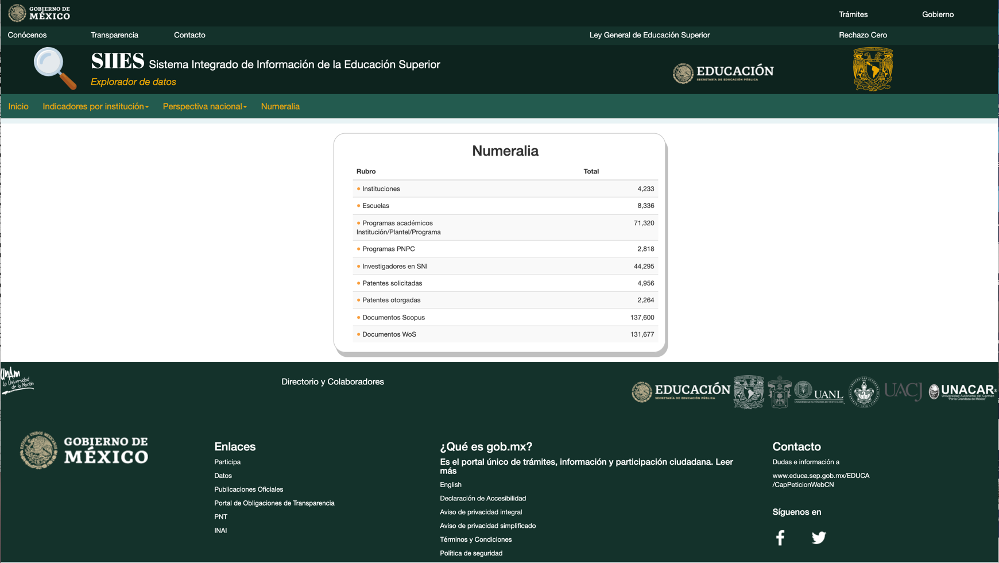 GOBIERNO DE
MÉXICO
Trámites
Gobierno
Conócenos
Transparencia
Contacto
Ley General de Educación Superior
Rechazo Cero
SIIES Sistema Integrado de Información de la Educación Superior
Explorador de datos
EDUCACIÓN
SECRETARÍA DE EDUCACIÓN PÚBLICA
Inicio
Indicadores por institución
Perspectiva nacional
Numeralia
Numeralia
Rubro Total
Instituciones 4,233
Escuelas 8,336
Programas académicos 71,320
Institución/Plantel/Programa
Programas PNPC 2,818
Investigadores en SNI 44,295
Patentes solicitadas 4,956
Patentes otorgadas 2,264
Documentos Scopus 137,600
Documentos WoS 131,677
UNAM
La Universidad
de la Nación
Directorio y Colaboradores
EDUCACIÓN
SECRETARÍA DE EDUCACIÓN PÚBLICA
UANL
UNIVERSIDAD AUTÓNOMA DE NUEVO LEÓN
UACJ
UNACAR®
Universidad Autónoma del Carmen
"Por la Grandeza de México"
ESTADOS UNIDOS MEXICANOS
GOBIERNO DE
MÉXICO
Enlaces
Participa
Datos
Publicaciones Oficiales
Portal de Obligaciones de Transparencia
PNT
INAI
¿Qué es gob.mx?
Es el portal único de trámites, información y participación ciudadana. Leer
más
English
Declaración de Accesibilidad
Aviso de privacidad integral
Aviso de privacidad simplificado
Términos y Condiciones
Política de seguridad
Contacto
Dudas e información a
www.educa.sep.gob.mx/EDUCA
/CapPeticionWebCN
Síguenos en